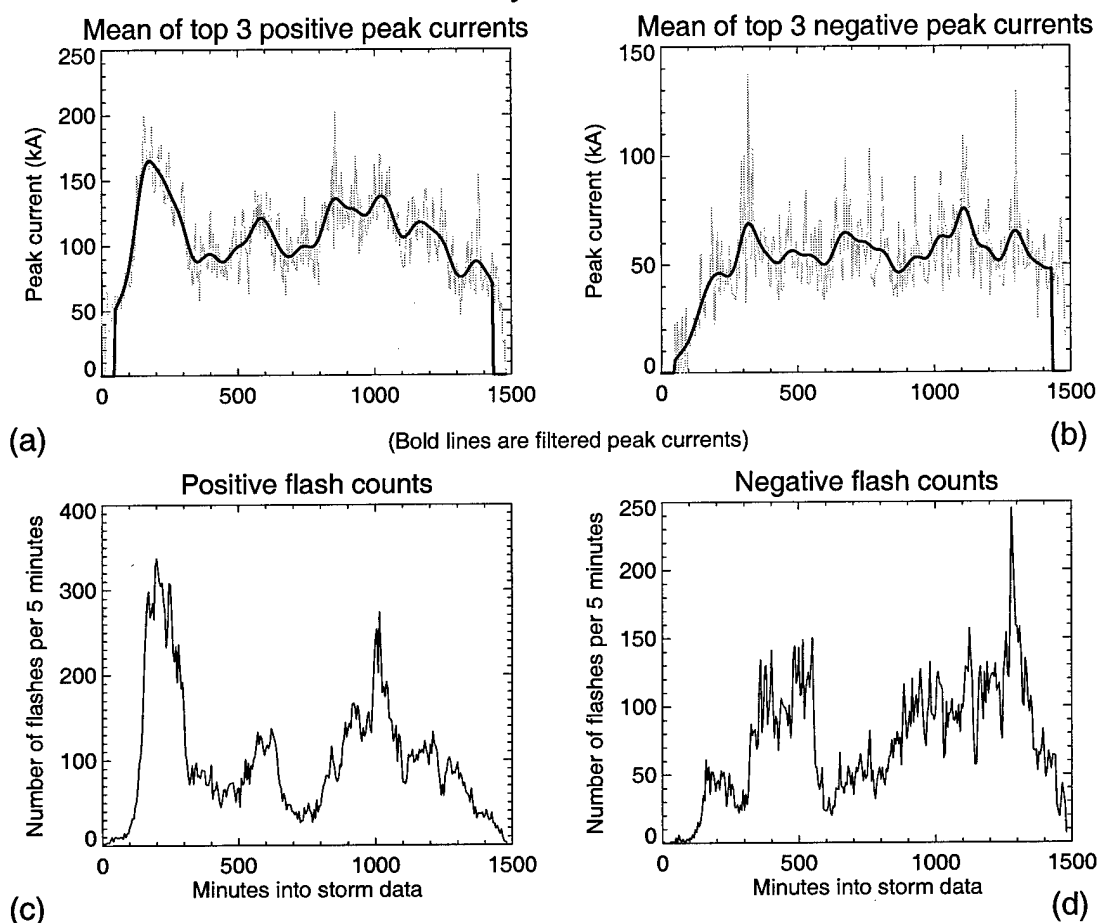 Mean of top 3 positive peak currents
Peak current (kA)
250
200
150
100
50
0
0 500 1000 1500
Mean of top 3 negative peak currents
Peak current (kA)
150
100
50
0
0 500 1000 1500
(a)
(Bold lines are filtered peak currents)
(b)
Positive flash counts
Number of flashes per 5 minutes
400
300
200
100
0
0 500 1000 1500
Minutes into storm data
(c)
Negative flash counts
Number of flashes per 5 minutes
250
200
150
100
50
0
0 500 1000 1500
Minutes into storm data
(d)